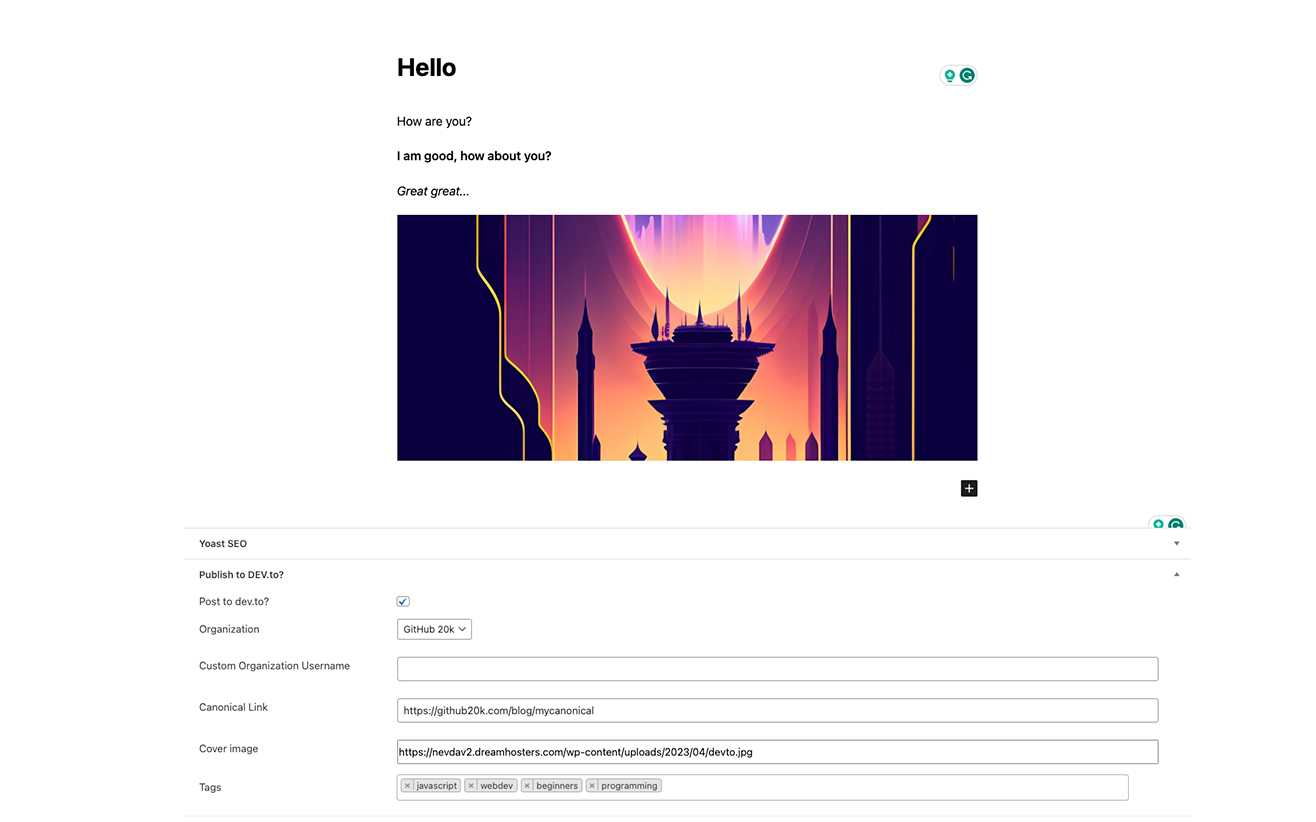 Hello
How are you?
I am good, how about you?
Great great...
Yoast SEO
Publish to DEV.to?
Post to dev.to?
Organization
GitHub 20k
Custom Organization Username
Canonical Link
https://github20k.com/blog/mycanonical
Cover image
https://nevdav2.dreamhosters.com/wp-content/uploads/2023/04/devto.jpg
Tags
× javascript × webdev × beginners × programming